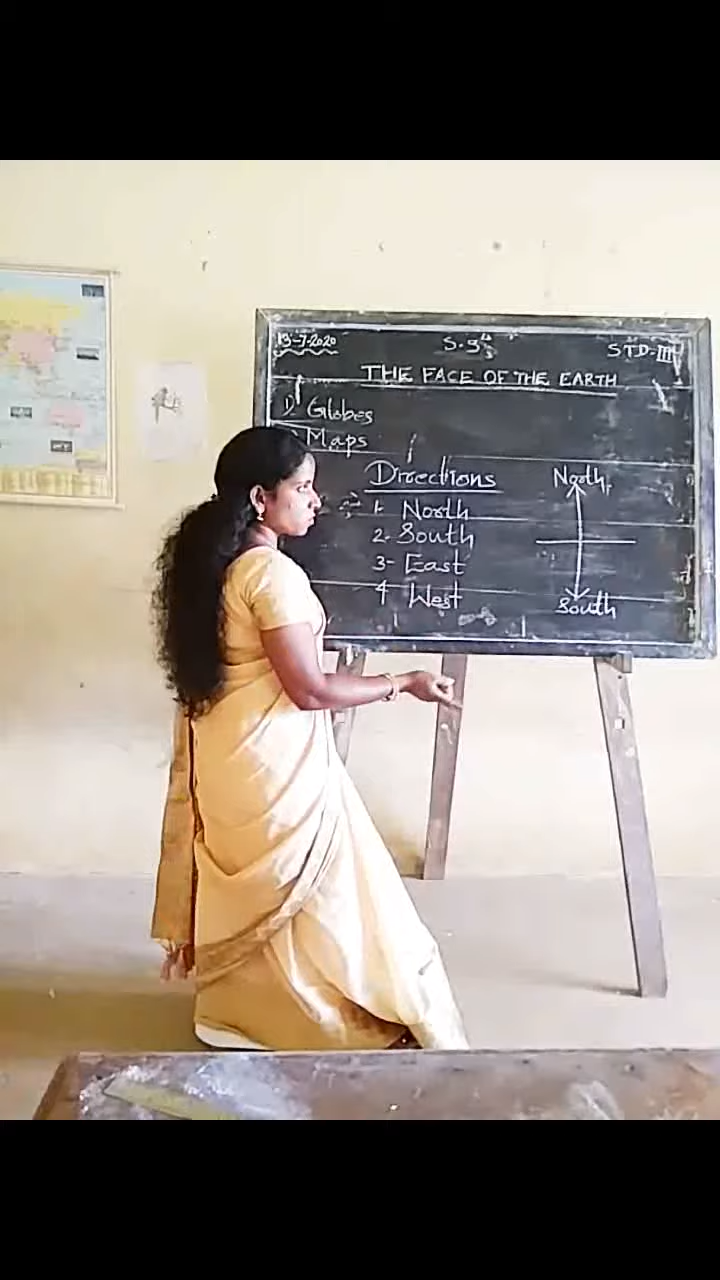 13-7-2020 S.S STD-III
THE FACE OF THE EARTH
1) Globes
Maps
Directions
1. North
2. South
3- East
4 West
North
South